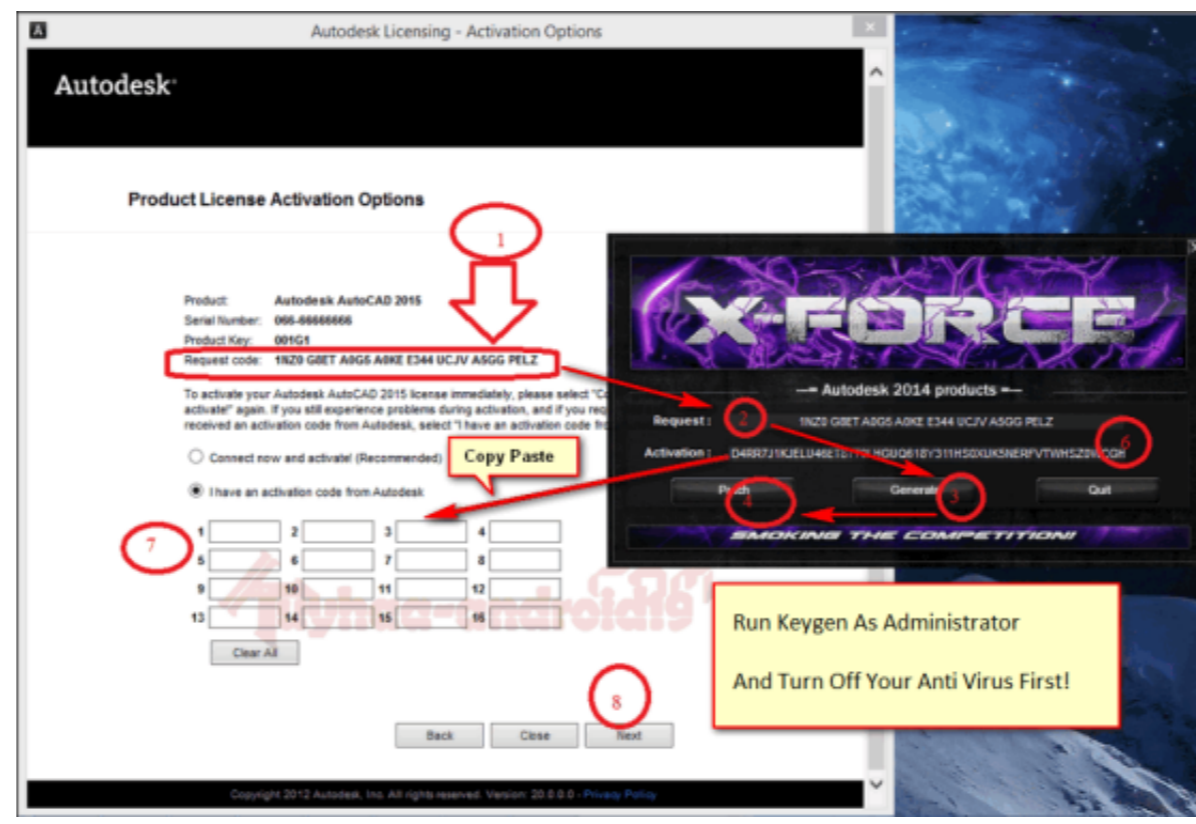 Autodesk Licensing - Activation Options
Autodesk
Product License Activation Options
1
Product: Autodesk AutoCAD 2015
Serial Number: 066-66666666
Product Key: 001G1
Request code: 1NZ0 G8ET A0G5 A0KE E344 UCJV A5GG PELZ
To activate your Autodesk AutoCAD 2015 license immediately, please select "Co
activate!" again. If you still experience problems during activation, and if you req
received an activation code from Autodesk, select "I have an activation code fro
Connect now and activate! (Recommended)
Copy Paste
I have an activation code from Autodesk
7
1 2 3 4
5 6 7 8
9 10 11 12
13 14 15 16
Clear All
8
Back Close Next
Copyright 2012 Autodesk, Inc. All rights reserved. Version: 20.0.0.0 - Privacy Policy
X-FORCE
Autodesk 2014 products
Request : 2 1NZ0 G8ET A0G5 A0KE E344 UCJV A5GG PELZ
Activation : 6
Patch Generate Quit
4 3
SMOKING THE COMPETITION!
Run Keygen As Administrator
And Turn Off Your Anti Virus First!